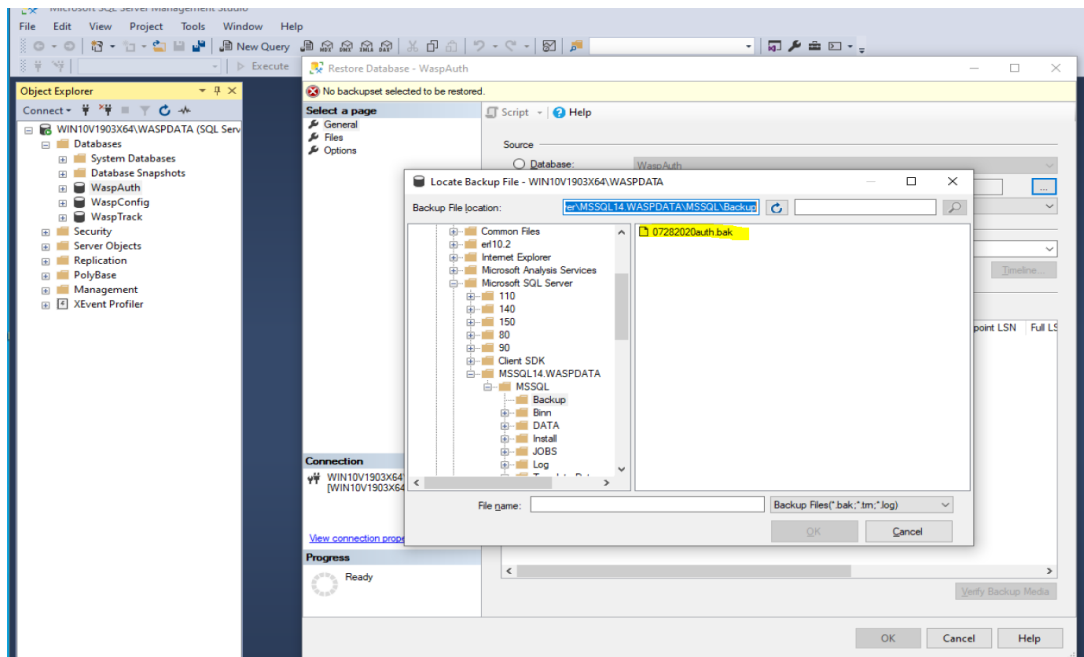 Microsoft SQL Server Management Studio
File Edit View Project Tools Window Help
New Query
Execute
Restore Database - WaspAuth
Object Explorer
No backupset selected to be restored.
Connect
Select a page
Script Help
WIN10V1903X64\WASPDATA (SQL Serv
General
Databases
Files
Source
System Databases
Options
Database Snapshots
Database: WaspAuth
WaspAuth
Locate Backup File - WIN10V1903X64\WASPDATA
...
WaspConfig
Backup File location: er\MSSQL14.WASPDATA\MSSQL\Backup
WaspTrack
Security
Server Objects
Replication
PolyBase
Management
XEvent Profiler
Common Files
07282020auth.bak
erl10.2
Internet Explorer
Microsoft Analysis Services
Timeline...
Microsoft SQL Server
110
140
150
point LSN Full LS
80
90
Client SDK
MSSQL14.WASPDATA
MSSQL
Backup
Binn
DATA
Install
JOBS
Log
Connection
WIN10V1903X64
[WIN10V1903X64
File name: Backup Files(*.bak;*.trn;*.log)
OK Cancel
View connection prope
Progress
Ready
Verify Backup Media
OK Cancel Help